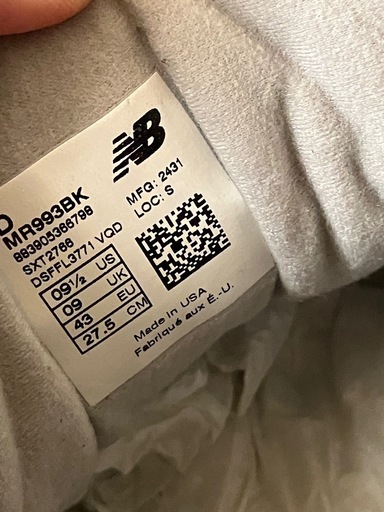 D
MR993BK
883905366798
SXT2766
DSFFL3771 VQD
09½ US
09 UK
43 EU
27.5 CM
NB
MFG: 2431
LOC: S
Made in USA
Fabriqué aux É.-U.